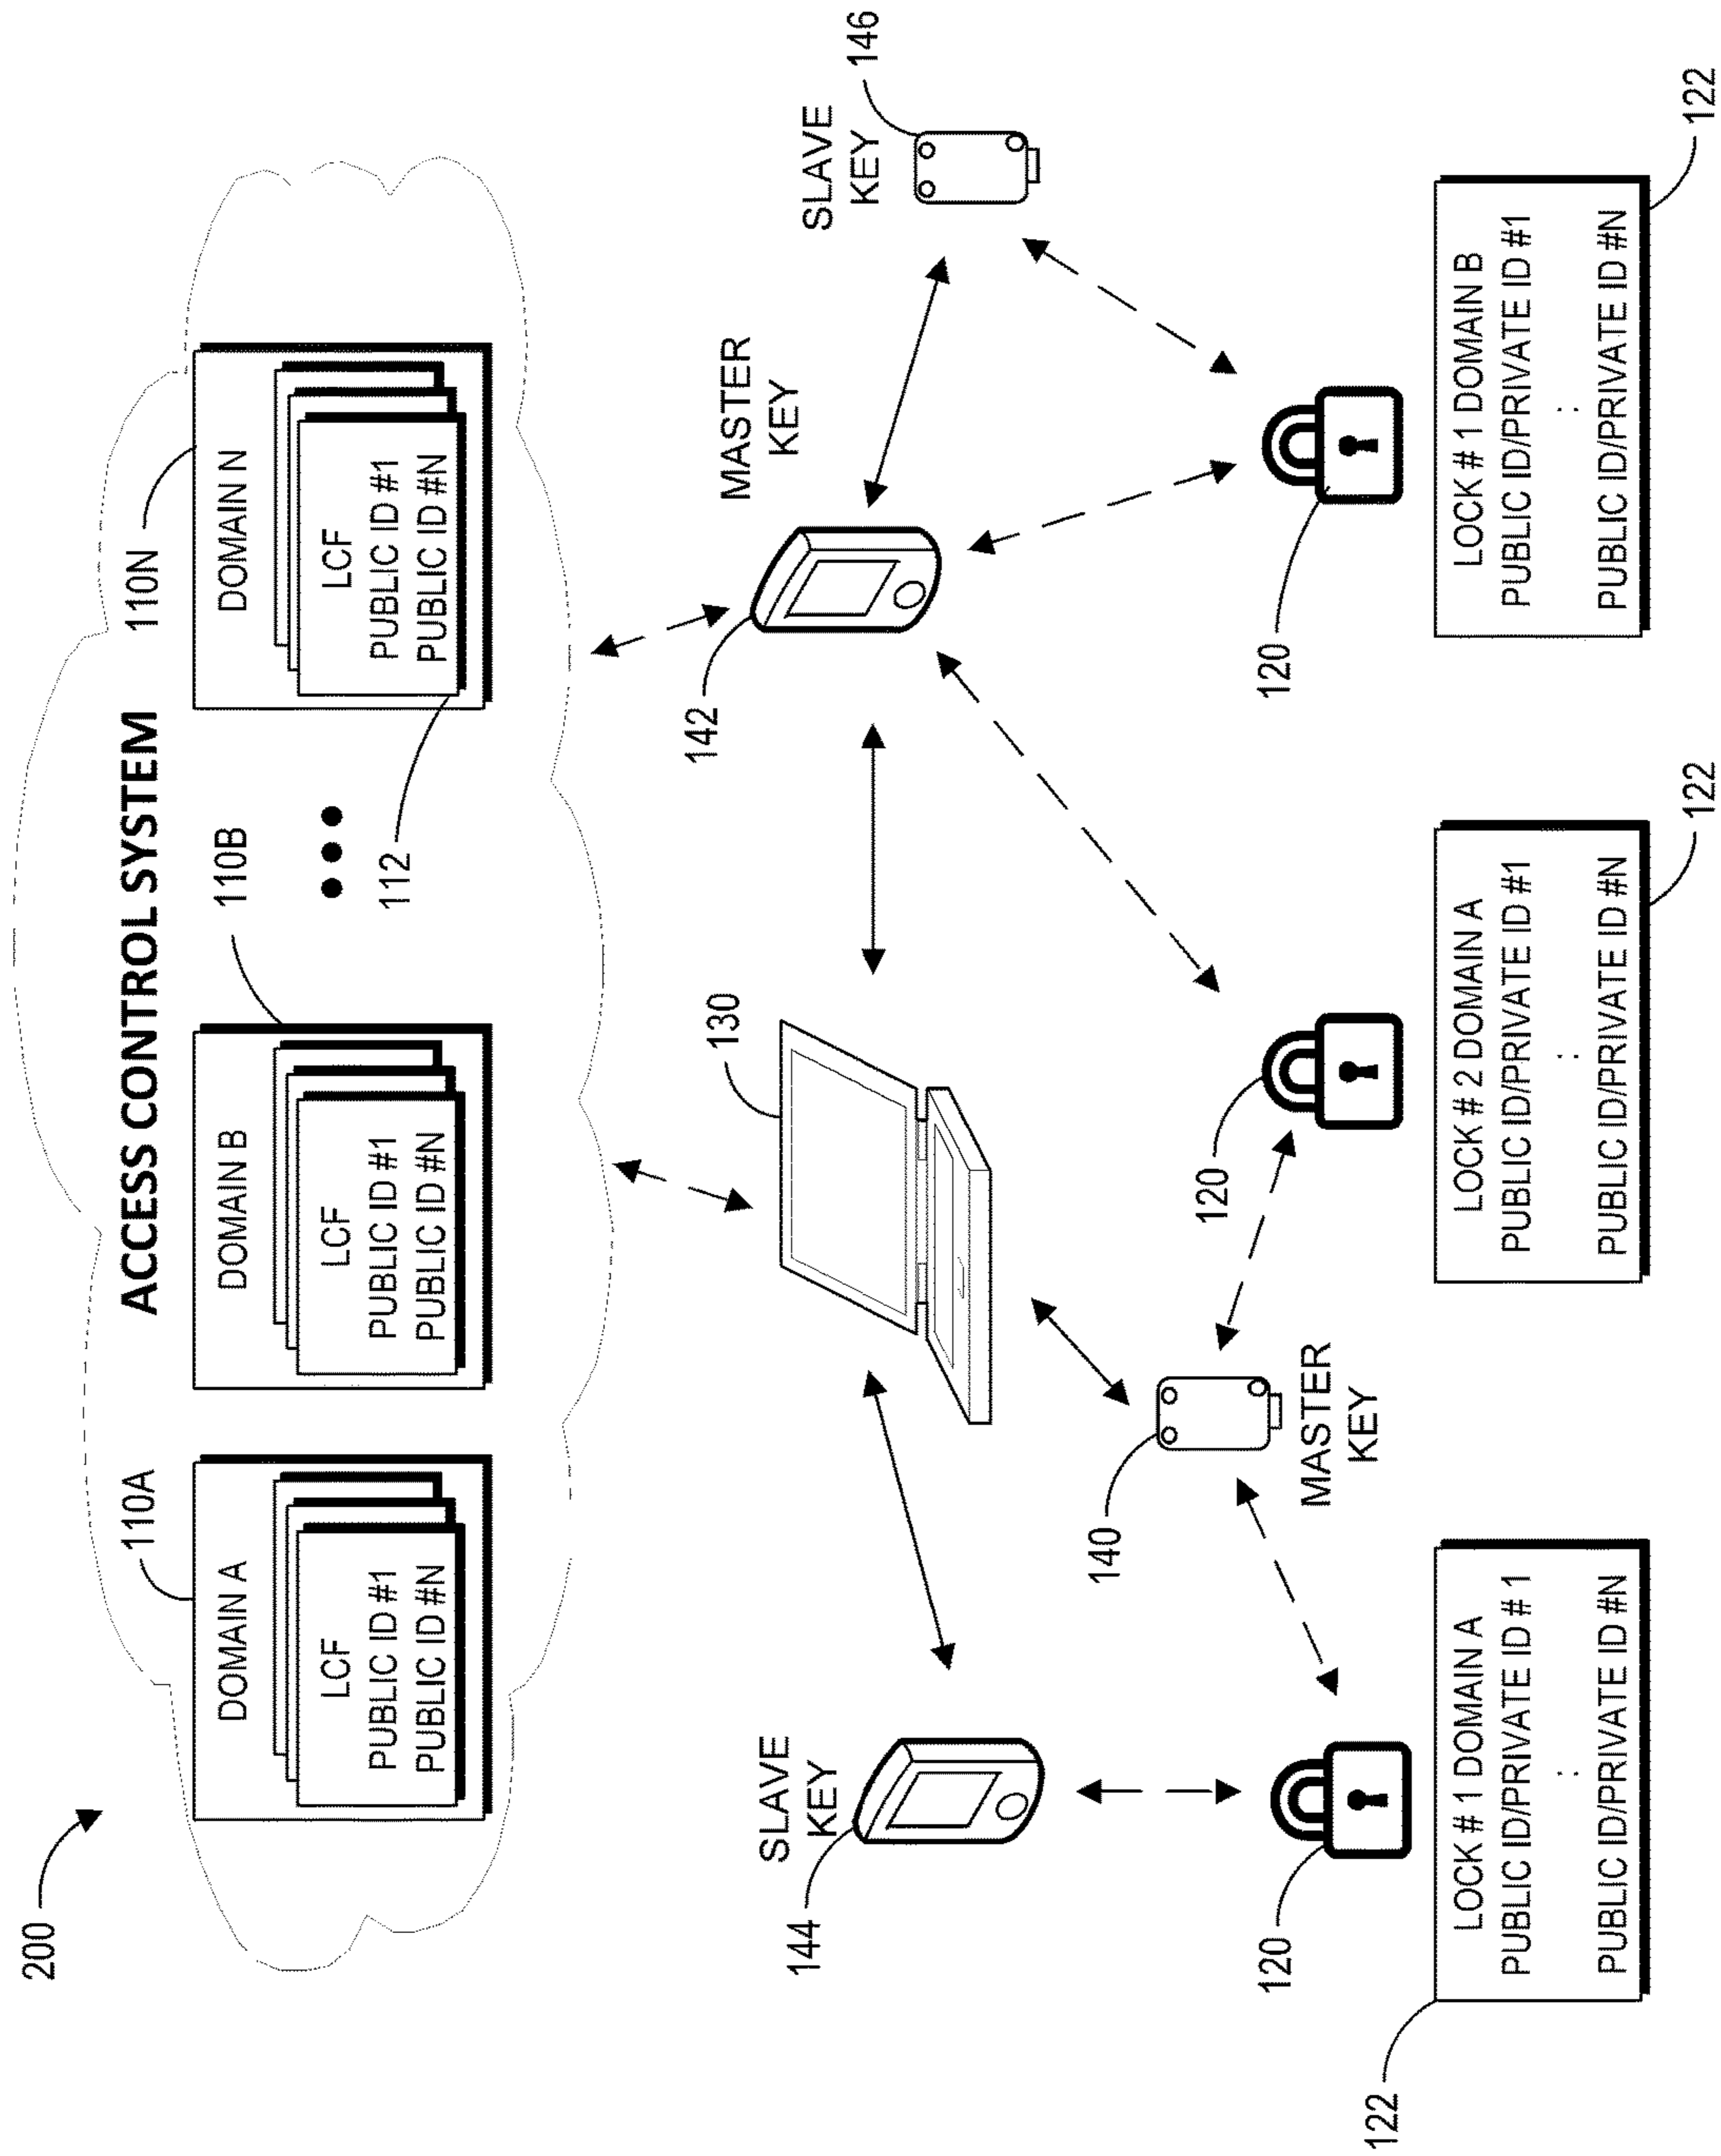 200
ACCESS CONTROL SYSTEM
110A
110B
110N
DOMAIN A
LCF
PUBLIC ID #1
PUBLIC ID #N
DOMAIN B
LCF
PUBLIC ID #1
PUBLIC ID #N
DOMAIN N
LCF
PUBLIC ID #1
PUBLIC ID #N
112
SLAVE
KEY
144
130
142
MASTER
KEY
SLAVE
KEY
146
140
MASTER
KEY
120
120
120
LOCK # 1 DOMAIN A
PUBLIC ID/PRIVATE ID # 1
:
PUBLIC ID/PRIVATE ID #N
122
LOCK # 2 DOMAIN A
PUBLIC ID/PRIVATE ID #1
:
PUBLIC ID/PRIVATE ID #N
122
LOCK # 1 DOMAIN B
PUBLIC ID/PRIVATE ID #1
:
PUBLIC ID/PRIVATE ID #N
122